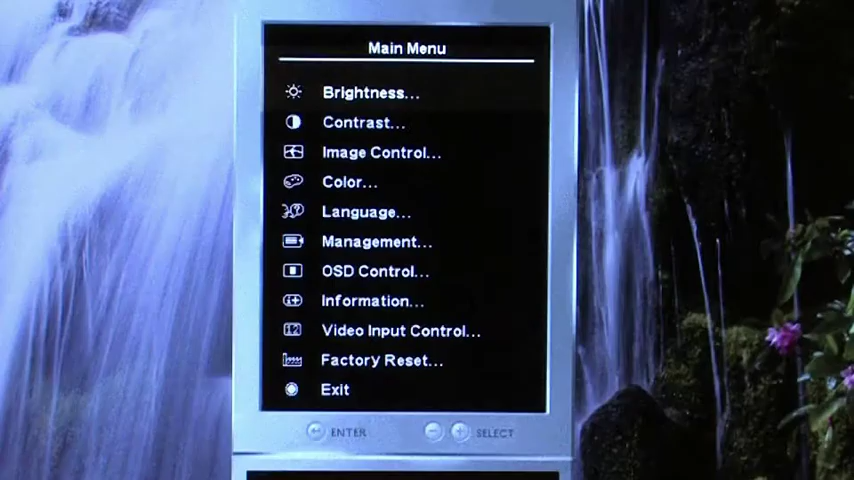 Main Menu
Brightness...
Contrast...
Image Control...
Color...
Language...
Management...
OSD Control...
Information...
Video Input Control...
Factory Reset...
Exit
ENTER
SELECT